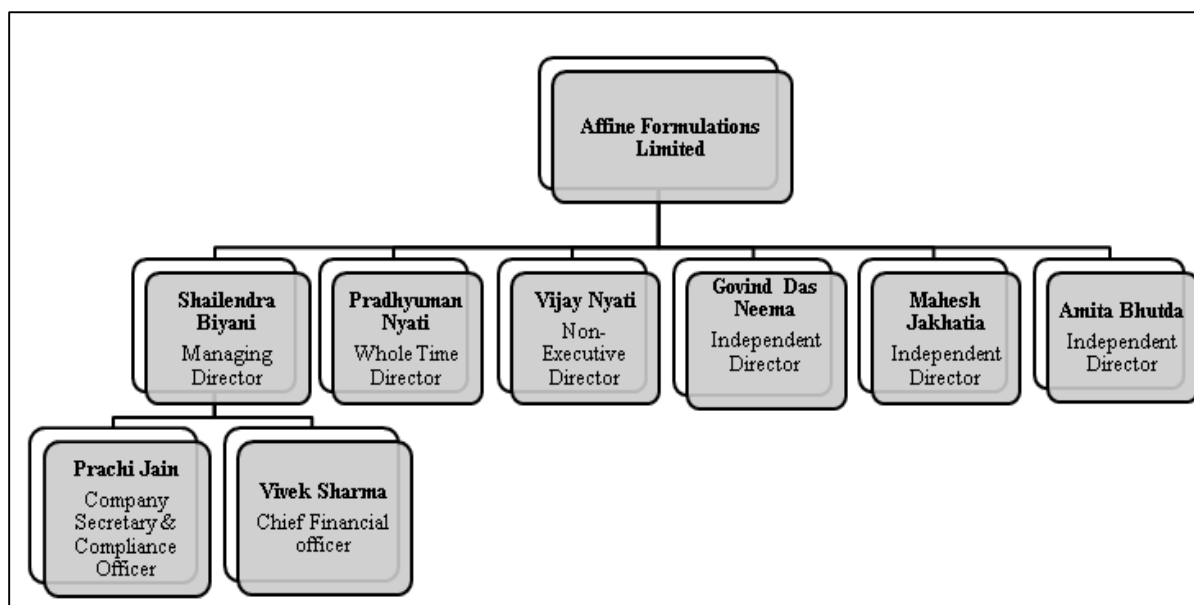 Affine Formulations
Limited
Shailendra
Biyani
Managing
Director
Pradhyuman
Nyati
Whole Time
Director
Vijay Nyati
Non-
Executive
Director
Govind Das
Neema
Independent
Director
Mahesh
Jakhatia
Independent
Director
Amita Bhutda
Independent
Director
Prachi Jain
Company
Secretary &
Compliance
Officer
Vivek Sharma
Chief Financial
officer